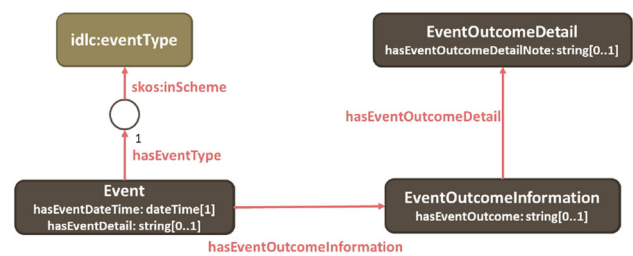 idlc:eventType
EventOutcomeDetail
hasEventOutcomeDetailNote: string[0..1]
skos:inScheme
hasEventOutcomeDetail
1
hasEventType
Event
hasEventDateTime: dateTime[1]
hasEventDetail: string[0..1]
EventOutcomeInformation
hasEventOutcome: string[0..1]
hasEventOutcomeInformation